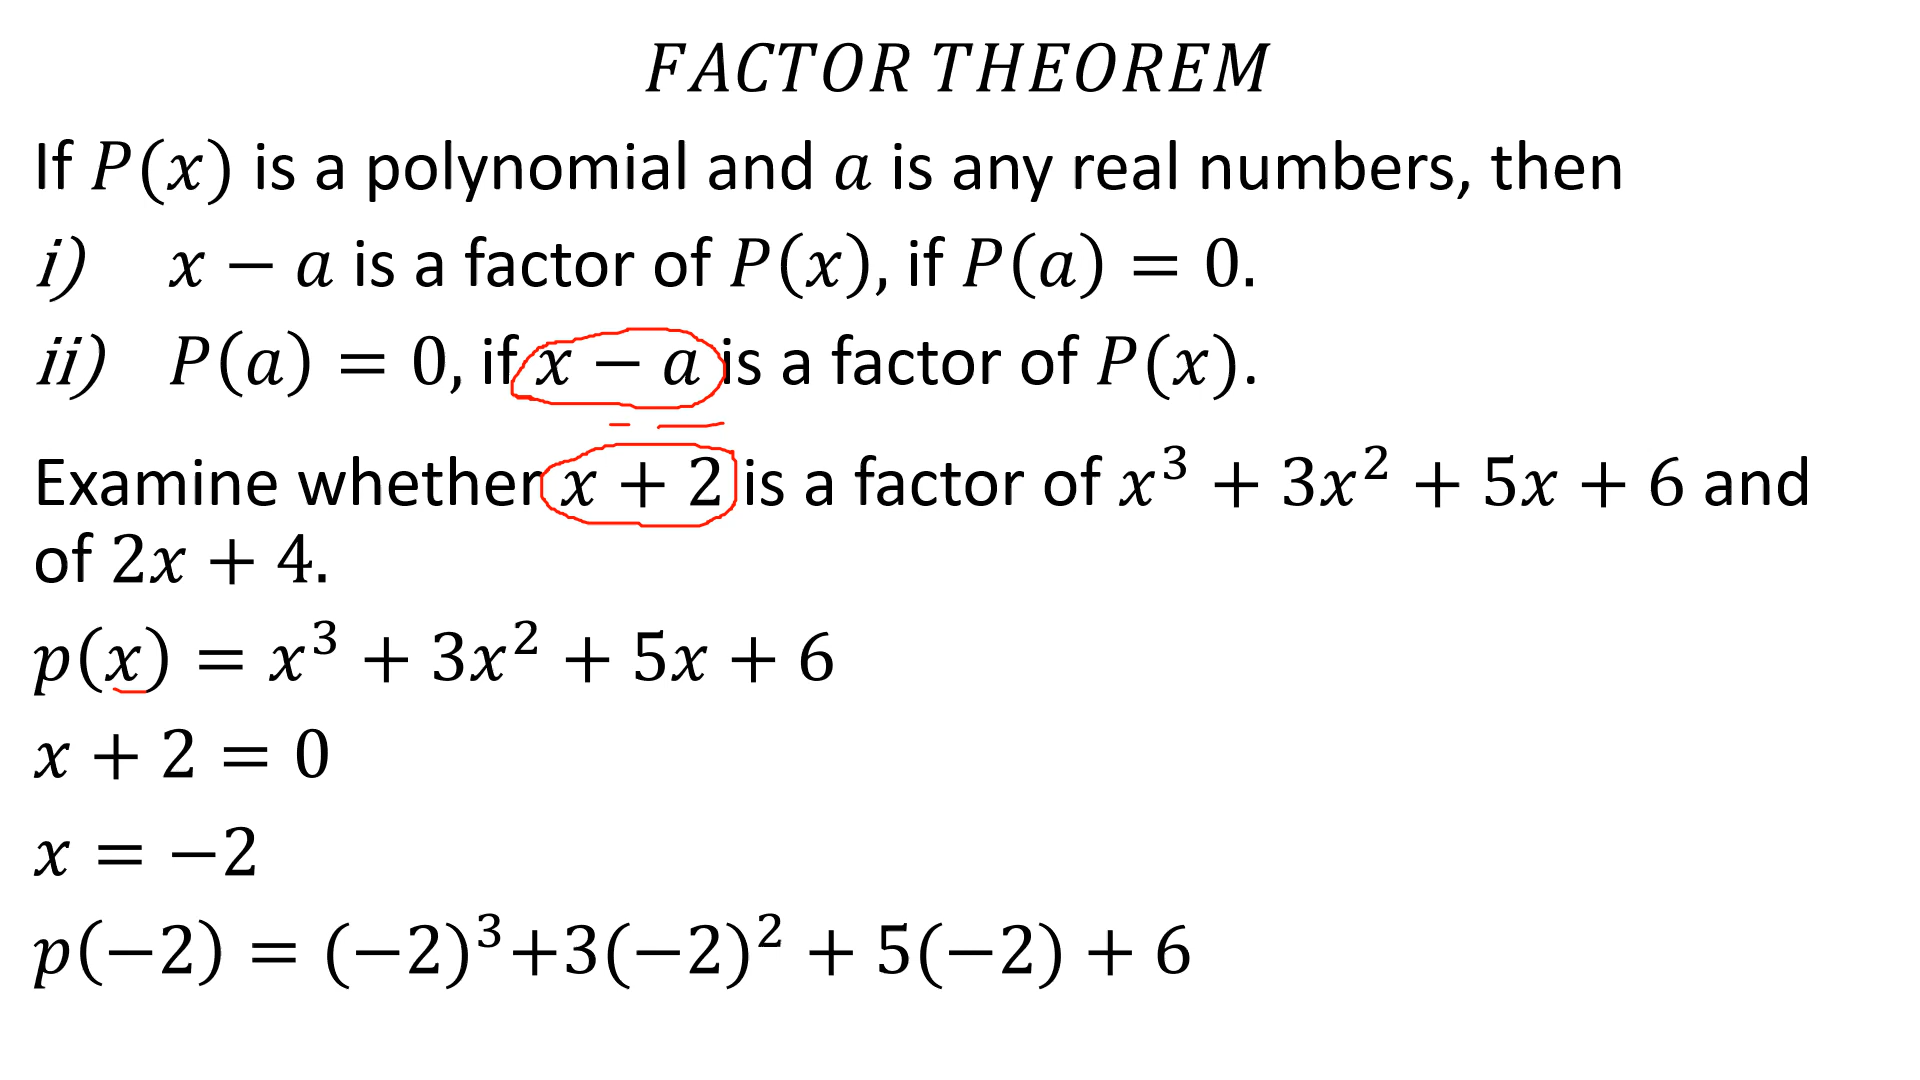 FACTOR THEOREM
If P(x) is a polynomial and a is any real numbers, then
i) x − a is a factor of P(x), if P(a) = 0.
ii) P(a) = 0, if x − a is a factor of P(x).
Examine whether x + 2 is a factor of x³ + 3x² + 5x + 6 and
of 2x + 4.
p(x) = x³ + 3x² + 5x + 6
x + 2 = 0
x = −2
p(−2) = (−2)³+3(−2)² + 5(−2) + 6